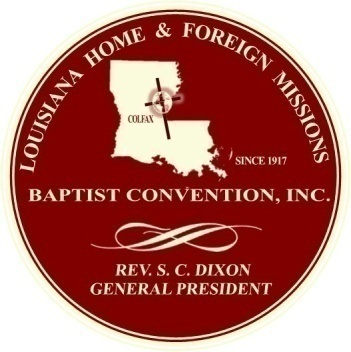 LOUISIANA HOME & FOREIGN MISSIONS
COLFAX
SINCE 1917
BAPTIST CONVENTION, INC.
REV. S. C. DIXON
GENERAL PRESIDENT